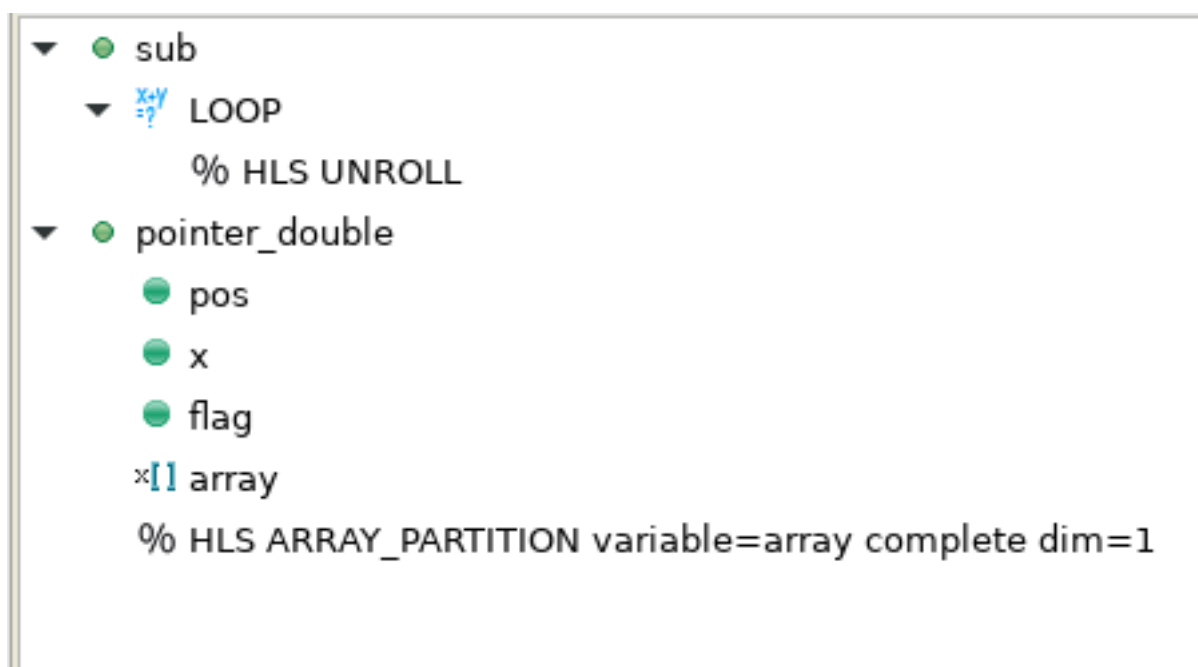 sub
x+y
=? LOOP
% HLS UNROLL
pointer_double
pos
x
flag
x[] array
% HLS ARRAY_PARTITION variable=array complete dim=1